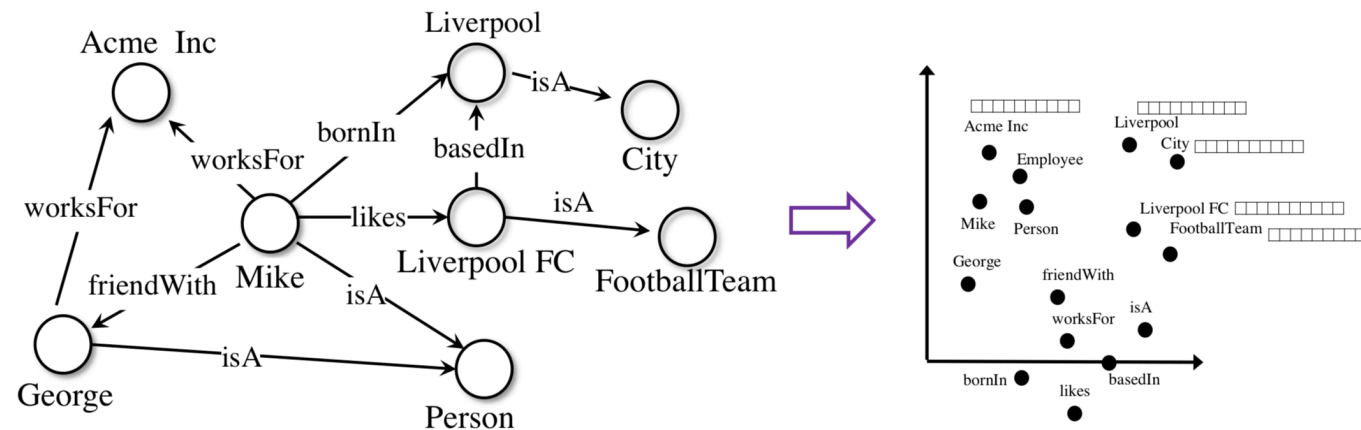 Liverpool
Acme Inc
isA
bornIn
City
worksFor
basedIn
worksFor
likes
isA
Liverpool FC
Mike
FootballTeam
friendWith
isA
isA
George
Person
Acme Inc
Liverpool
City
Employee
Mike
Person
Liverpool FC
FootballTeam
George
friendWith
isA
worksFor
bornIn
basedIn
likes